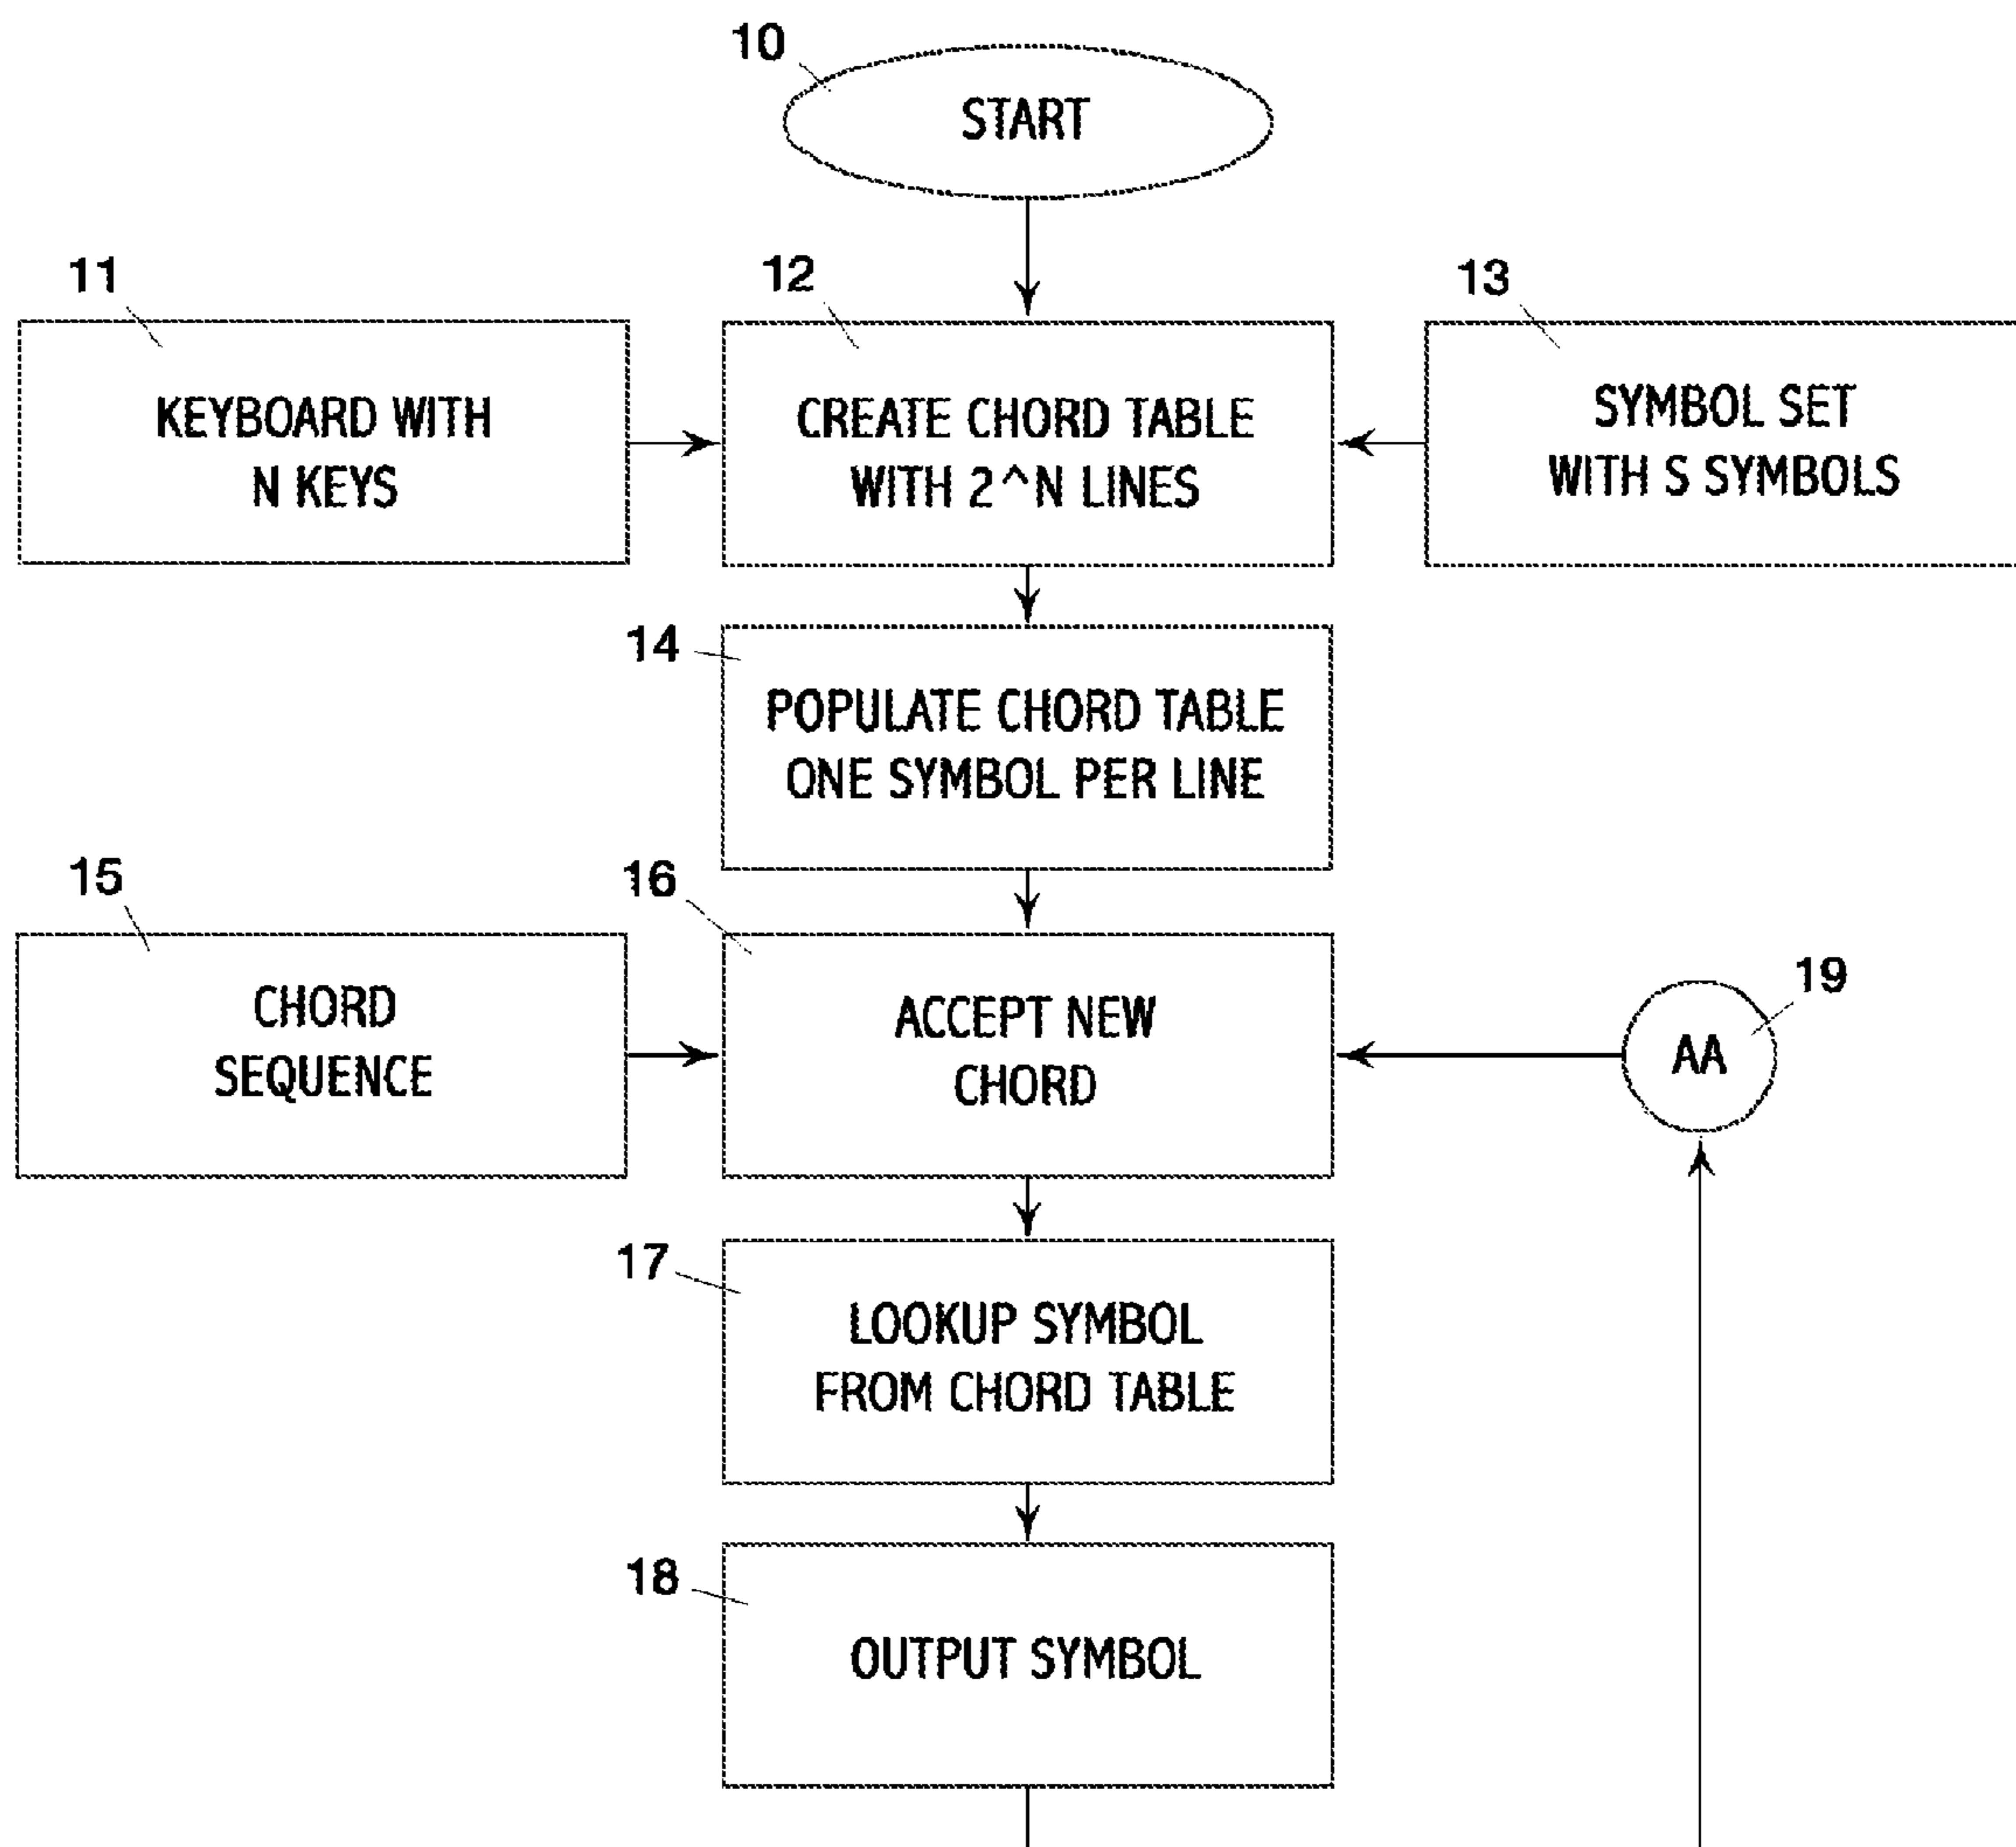 10
START
11
12
13
KEYBOARD WITH
N KEYS
CREATE CHORD TABLE
WITH 2^N LINES
SYMBOL SET
WITH S SYMBOLS
14
POPULATE CHORD TABLE
ONE SYMBOL PER LINE
15
16
19
CHORD
SEQUENCE
ACCEPT NEW
CHORD
AA
17
LOOKUP SYMBOL
FROM CHORD TABLE
18
OUTPUT SYMBOL